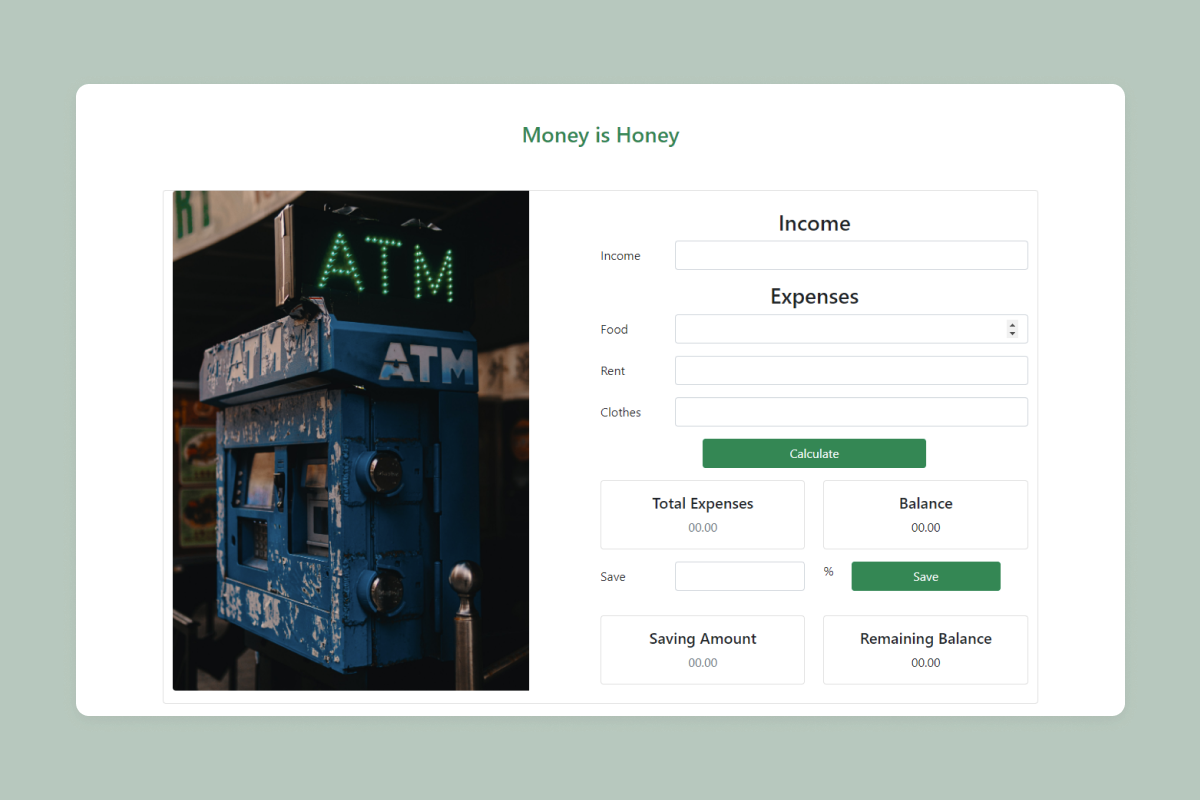 Money is Honey
RT
ATM
ATM
ATM
Income
Income
Expenses
Food
Rent
Clothes
Calculate
Total Expenses
00.00
Balance
00.00
Save
%
Save
Saving Amount
00.00
Remaining Balance
00.00